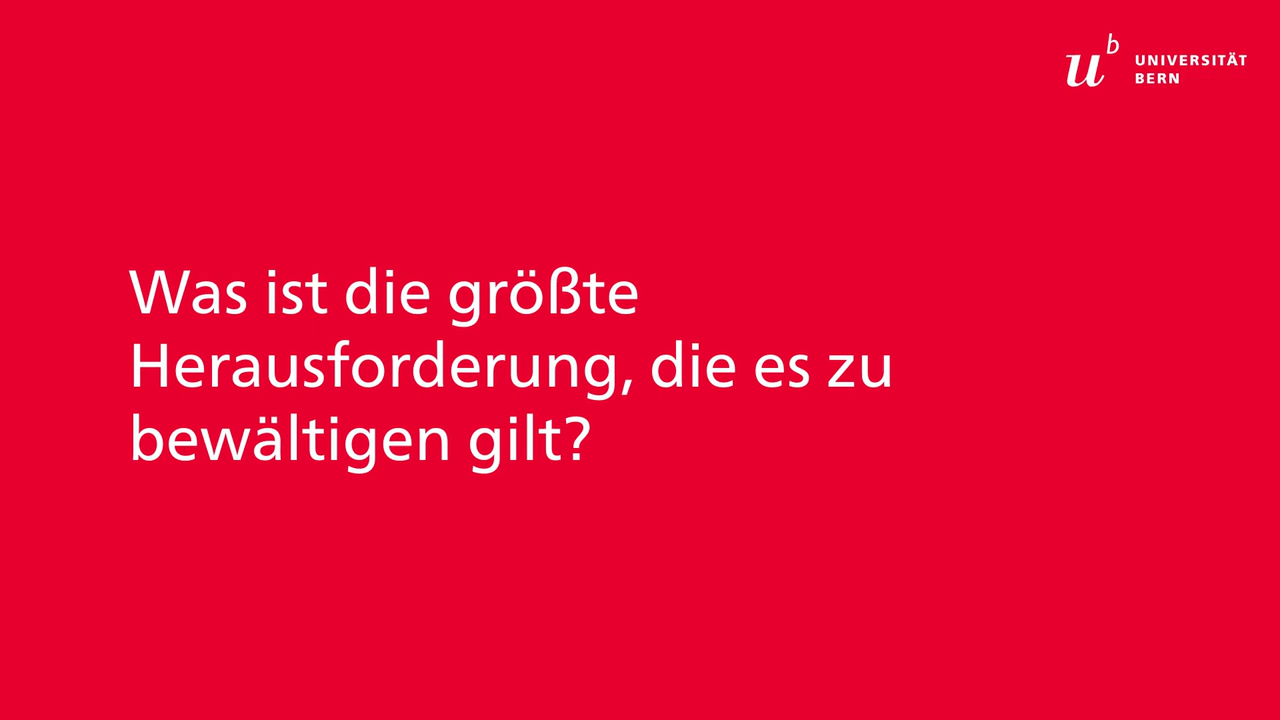 u^b
UNIVERSITÄT
BERN
Was ist die größte
Herausforderung, die es zu
bewältigen gilt?